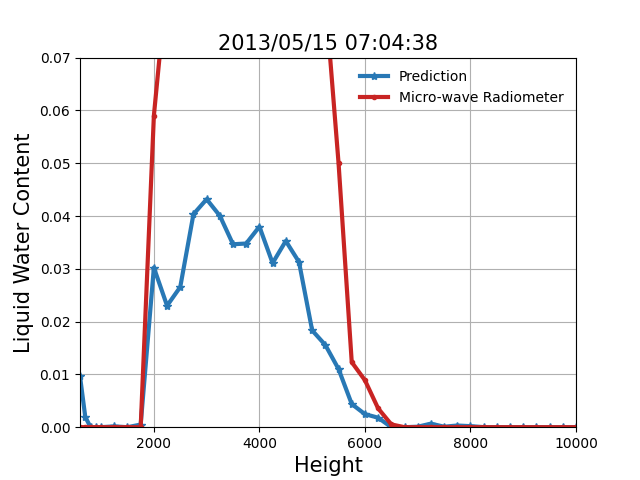 2013/05/15 07:04:38
0.07
0.06
0.05
0.04
0.03
0.02
0.01
0.00
Liquid Water Content
Prediction
Micro-wave Radiometer
2000 4000 6000 8000 10000
Height